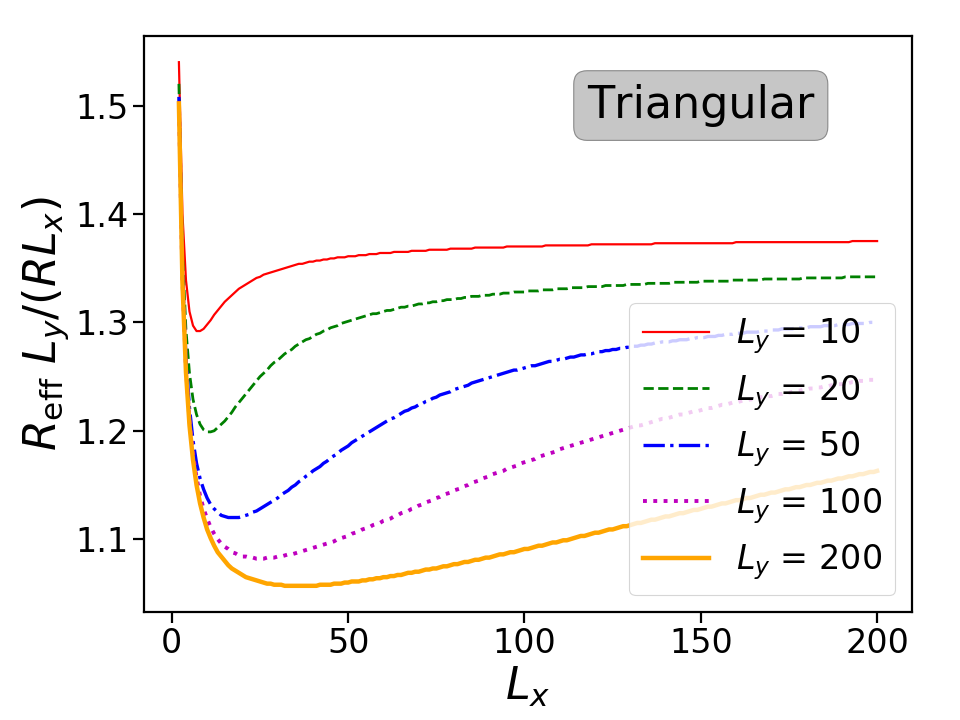 Triangular
R_eff L_y/(RL_x)
1.5
1.4
1.3
1.2
1.1
L_y = 10
L_y = 20
L_y = 50
L_y = 100
L_y = 200
0 50 100 150 200
L_x